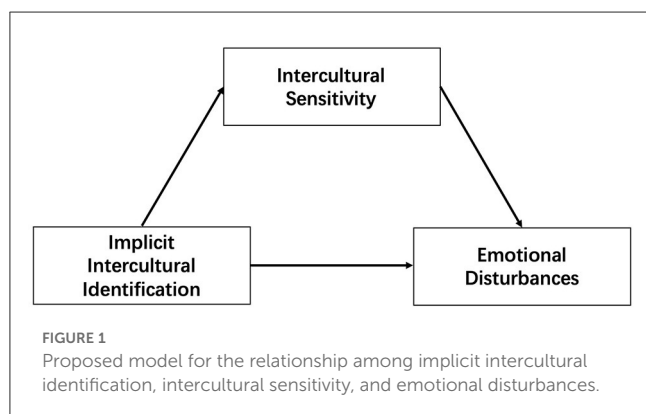 Intercultural
Sensitivity
Implicit
Intercultural
Identification
Emotional
Disturbances
FIGURE 1
Proposed model for the relationship among implicit intercultural
identification, intercultural sensitivity, and emotional disturbances.